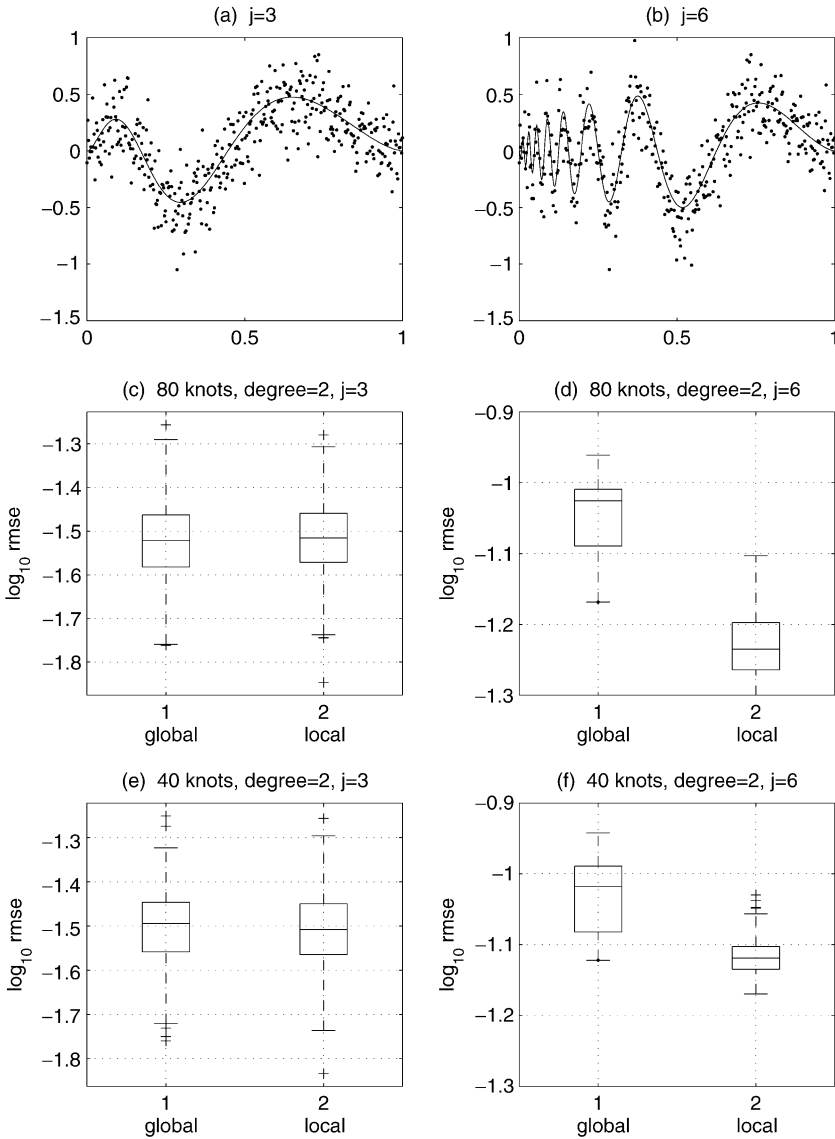 (a) j=3
1
0.5
0
−0.5
−1
−1.5
0
0.5
1
(b) j=6
1
0.5
0
−0.5
−1
−1.5
0
0.5
1
(c) 80 knots, degree=2, j=3
log10 rmse
−1.3
−1.4
−1.5
−1.6
−1.7
−1.8
1
2
global
local
(d) 80 knots, degree=2, j=6
log10 rmse
−0.9
−1
−1.1
−1.2
−1.3
1
2
global
local
(e) 40 knots, degree=2, j=3
log10 rmse
−1.3
−1.4
−1.5
−1.6
−1.7
−1.8
1
2
global
local
(f) 40 knots, degree=2, j=6
log10 rmse
−0.9
−1
−1.1
−1.2
−1.3
1
2
global
local